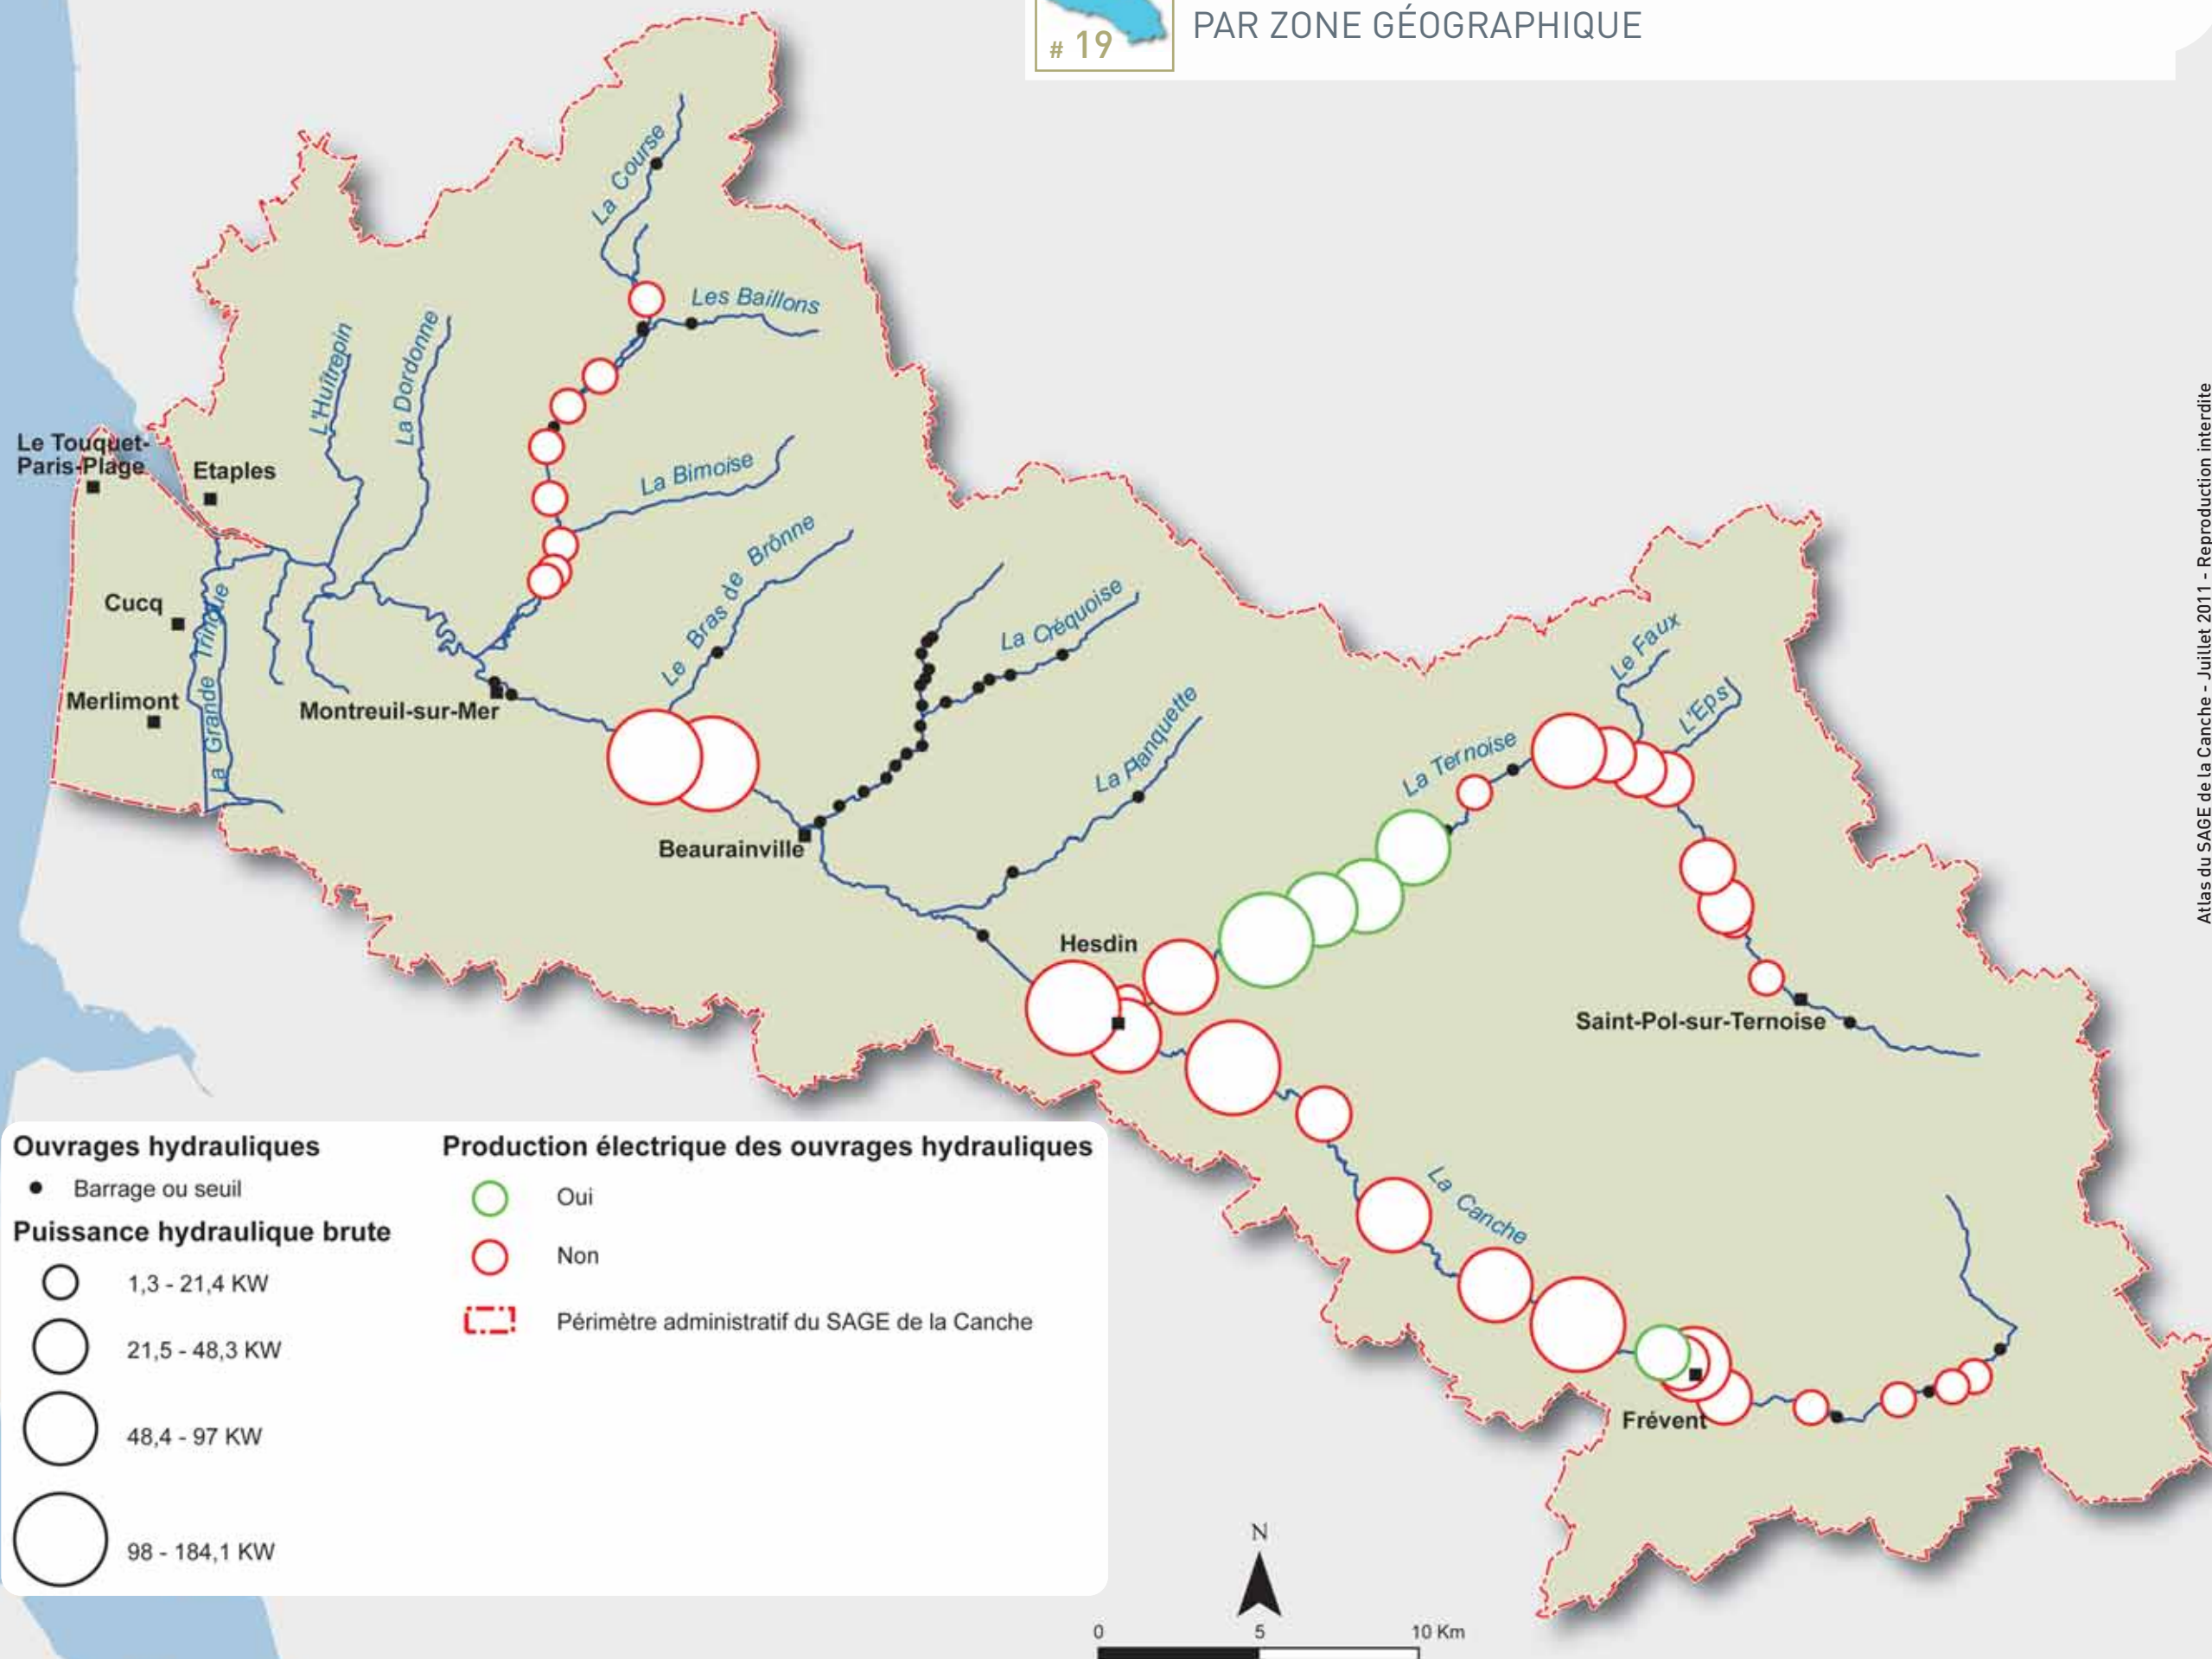 # 19
PAR ZONE GÉOGRAPHIQUE
La Course
Les Baillons
L'Huîtrepin
La Dordonne
Le Touquet-
Paris-Plage
Etaples
La Bimoise
Le Bras de Brônne
Cucq
La Grande Tringue
La Créquoise
Le Faux
Merlimont
Montreuil-sur-Mer
L'Eps
La Planquette
La Ternoise
Beaurainville
Hesdin
Saint-Pol-sur-Ternoise
La Canche
Frévent
Ouvrages hydrauliques
Barrage ou seuil
Puissance hydraulique brute
1,3 - 21,4 KW
21,5 - 48,3 KW
48,4 - 97 KW
98 - 184,1 KW
Production électrique des ouvrages hydrauliques
Oui
Non
Périmètre administratif du SAGE de la Canche
N
0 5 10 Km
Atlas du SAGE de la Canche - Juillet 2011 - Reproduction interdite